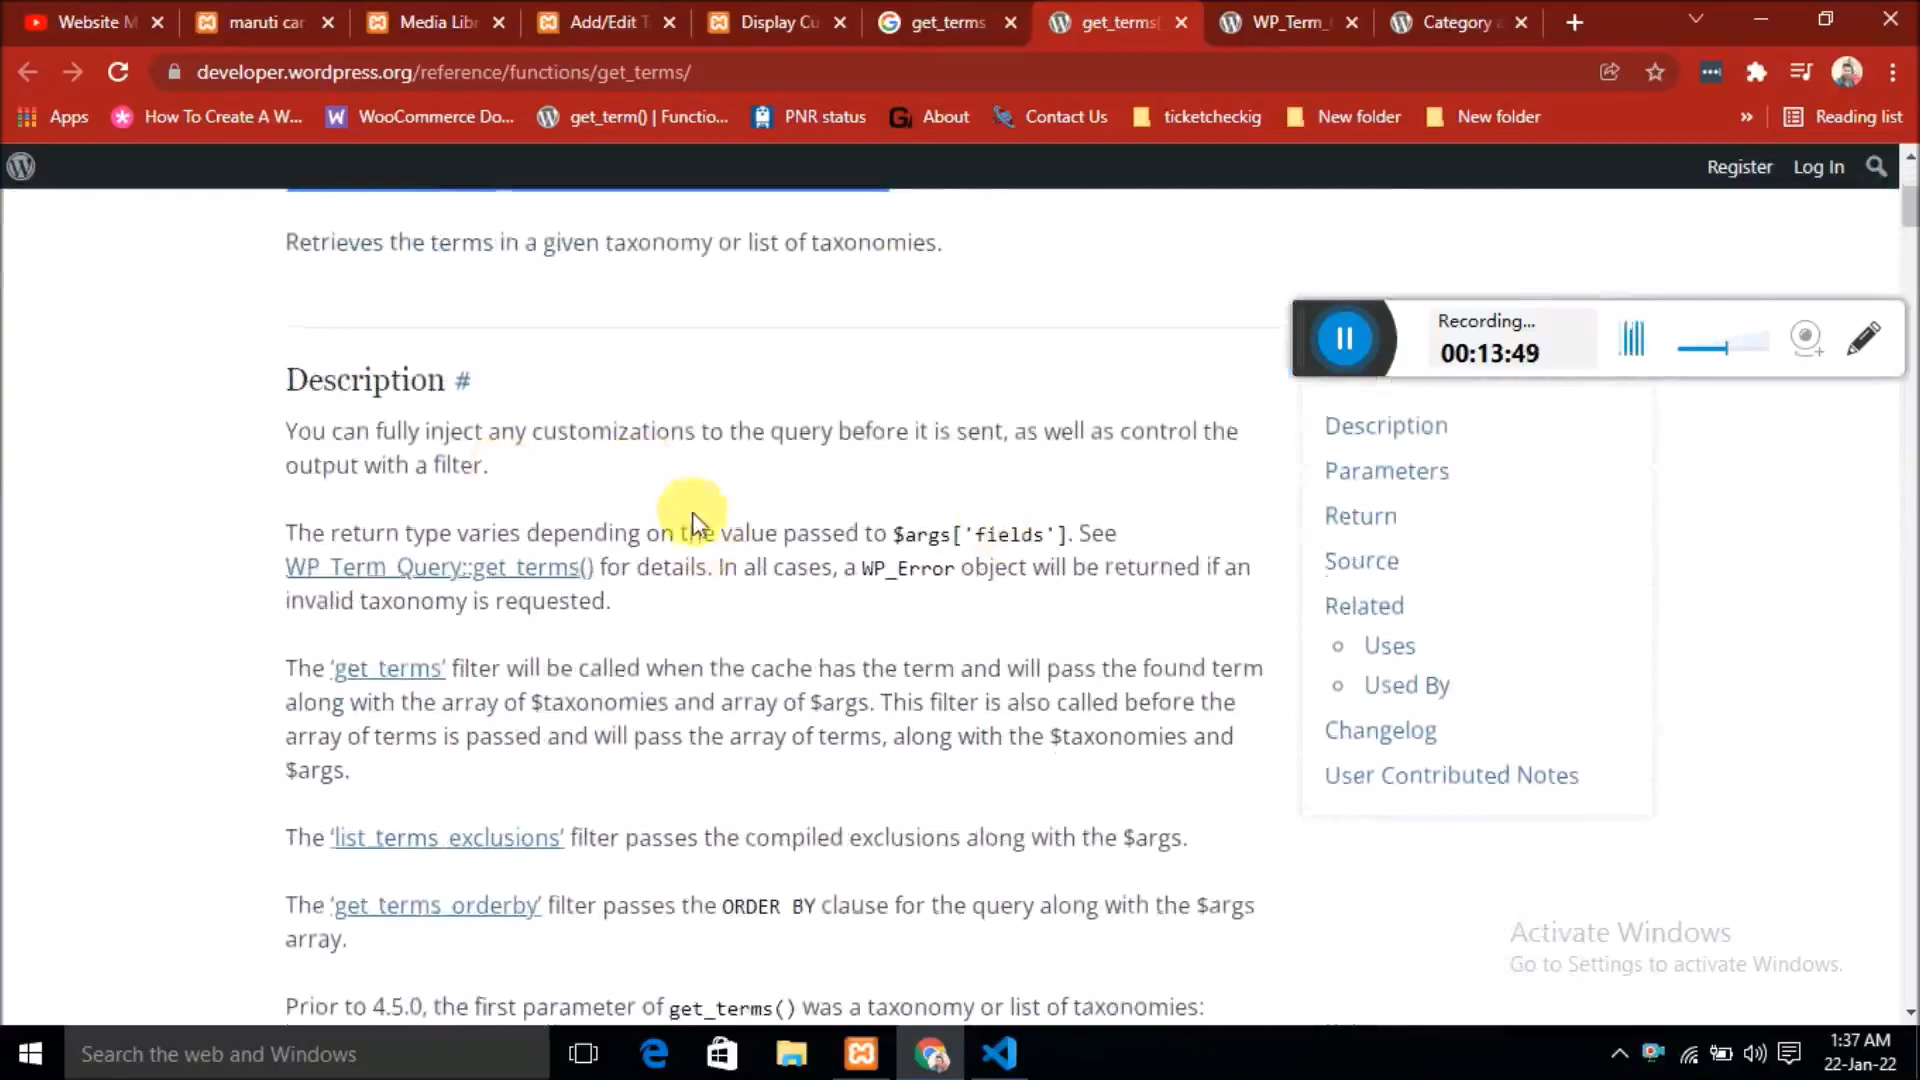 Website M
maruti car
Media Libr
Add/Edit T
Display Cu
get_terms
get_terms(
WP_Term_
Category a
developer.wordpress.org/reference/functions/get_terms/
Apps
How To Create A W...
WooCommerce Do...
get_term() | Functio...
PNR status
About
Contact Us
ticketcheckig
New folder
New folder
Reading list
Register
Log In
Retrieves the terms in a given taxonomy or list of taxonomies.
Recording...
00:13:49
Description #
You can fully inject any customizations to the query before it is sent, as well as control the
output with a filter.
The return type varies depending on the value passed to $args['fields']. See
WP_Term_Query::get_terms() for details. In all cases, a WP_Error object will be returned if an
invalid taxonomy is requested.
The ‘get_terms’ filter will be called when the cache has the term and will pass the found term
along with the array of $taxonomies and array of $args. This filter is also called before the
array of terms is passed and will pass the array of terms, along with the $taxonomies and
$args.
The ‘list_terms_exclusions’ filter passes the compiled exclusions along with the $args.
The ‘get_terms_orderby’ filter passes the ORDER BY clause for the query along with the $args
array.
Prior to 4.5.0, the first parameter of get_terms() was a taxonomy or list of taxonomies:
Description
Parameters
Return
Source
Related
Uses
Used By
Changelog
User Contributed Notes
Activate Windows
Go to Settings to activate Windows.
Search the web and Windows
1:37 AM
22-Jan-22